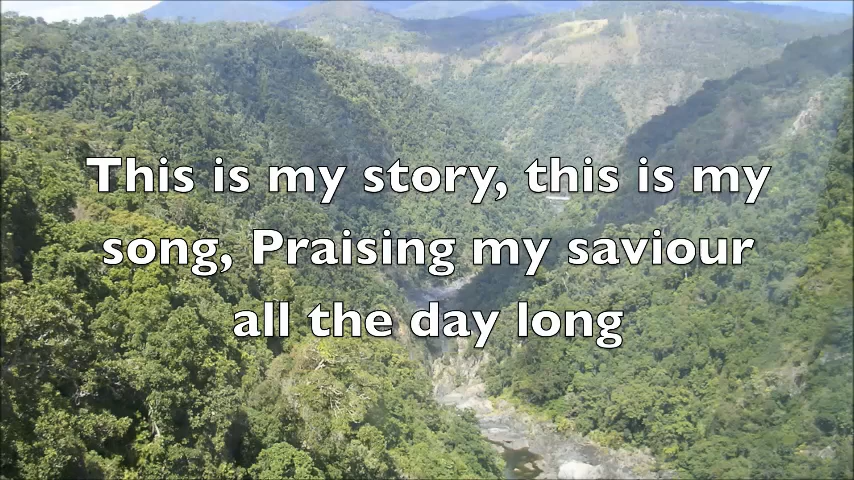 This is my story, this is my
song, Praising my saviour
all the day long